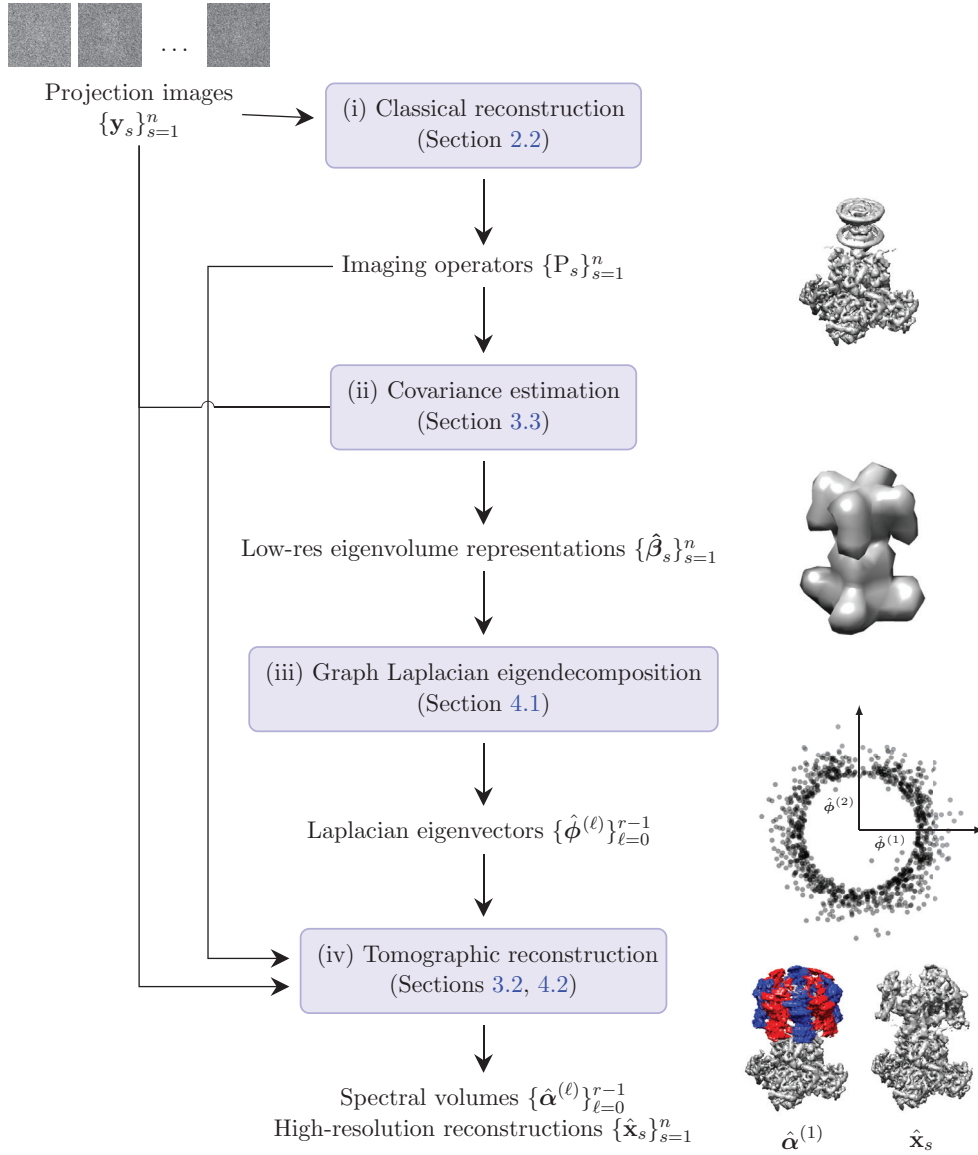 ...
Projection images
{y_s}_{s=1}^n
(i) Classical reconstruction
(Section 2.2)
Imaging operators {P_s}_{s=1}^n
(ii) Covariance estimation
(Section 3.3)
Low-res eigenvolume representations {β̂_s}_{s=1}^n
(iii) Graph Laplacian eigendecomposition
(Section 4.1)
ϕ̂^(2)
ϕ̂^(1)
Laplacian eigenvectors {ϕ̂^(ℓ)}_{ℓ=0}^{r−1}
(iv) Tomographic reconstruction
(Sections 3.2, 4.2)
Spectral volumes {α̂^(ℓ)}_{ℓ=0}^{r−1}
High-resolution reconstructions {x̂_s}_{s=1}^n
α̂^(1)
x̂_s